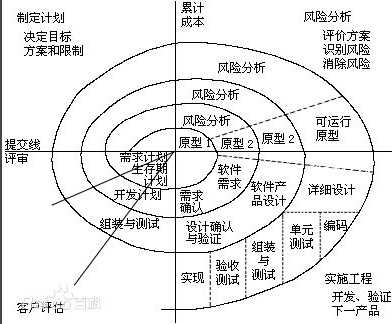 制定计划
决定目标
方案和限制
累计
成本
风险分析
评价方案
识别风险
消除风险
风险分析
风险分析
风险分析
可运行
原型
原型 1
原型 2
原型 2
提交线
评审
需求计划
生存期
计划
开发计划
组装与测试
软件
需求
需求
确认
软件产
品设计
详细设计
设计确认
与验证
实现
验收
测试
组装
与
测试
单元
测试
编码
实施工程
开发、验证
下一产品
客户评估
Bai百科